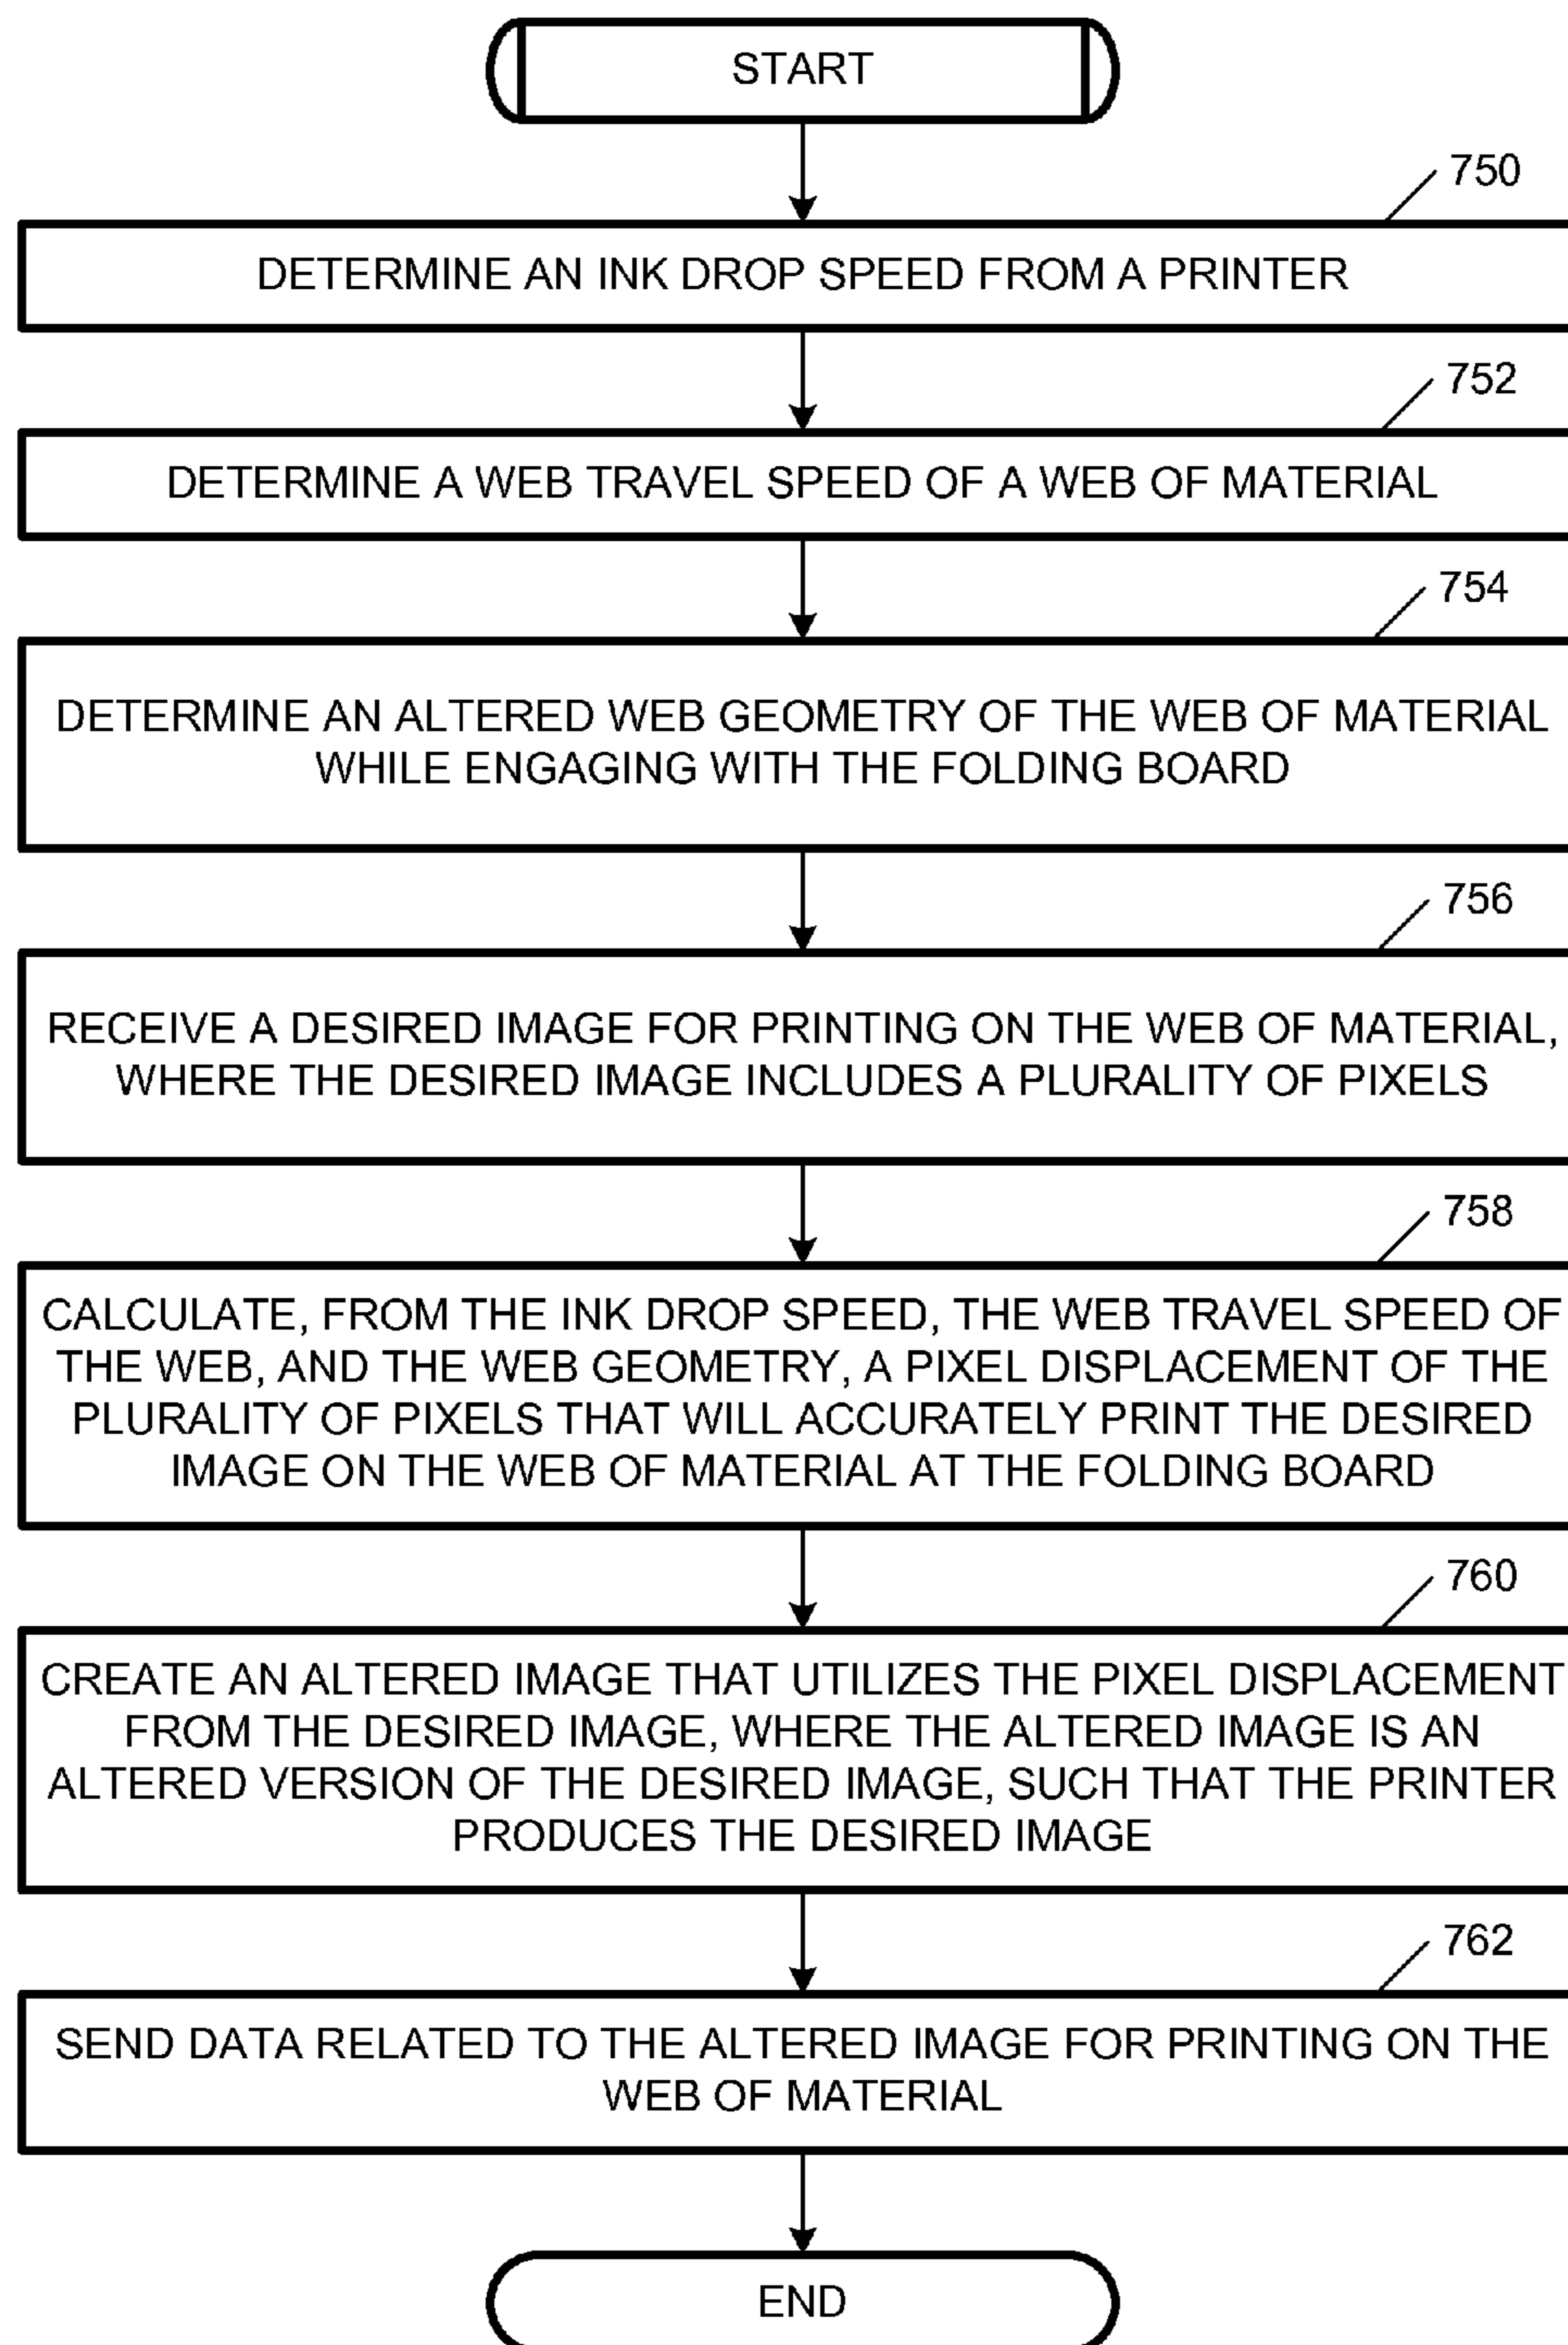 START
750
DETERMINE AN INK DROP SPEED FROM A PRINTER
752
DETERMINE A WEB TRAVEL SPEED OF A WEB OF MATERIAL
754
DETERMINE AN ALTERED WEB GEOMETRY OF THE WEB OF MATERIAL
WHILE ENGAGING WITH THE FOLDING BOARD
756
RECEIVE A DESIRED IMAGE FOR PRINTING ON THE WEB OF MATERIAL,
WHERE THE DESIRED IMAGE INCLUDES A PLURALITY OF PIXELS
758
CALCULATE, FROM THE INK DROP SPEED, THE WEB TRAVEL SPEED OF
THE WEB, AND THE WEB GEOMETRY, A PIXEL DISPLACEMENT OF THE
PLURALITY OF PIXELS THAT WILL ACCURATELY PRINT THE DESIRED
IMAGE ON THE WEB OF MATERIAL AT THE FOLDING BOARD
760
CREATE AN ALTERED IMAGE THAT UTILIZES THE PIXEL DISPLACEMENT
FROM THE DESIRED IMAGE, WHERE THE ALTERED IMAGE IS AN
ALTERED VERSION OF THE DESIRED IMAGE, SUCH THAT THE PRINTER
PRODUCES THE DESIRED IMAGE
762
SEND DATA RELATED TO THE ALTERED IMAGE FOR PRINTING ON THE
WEB OF MATERIAL
END